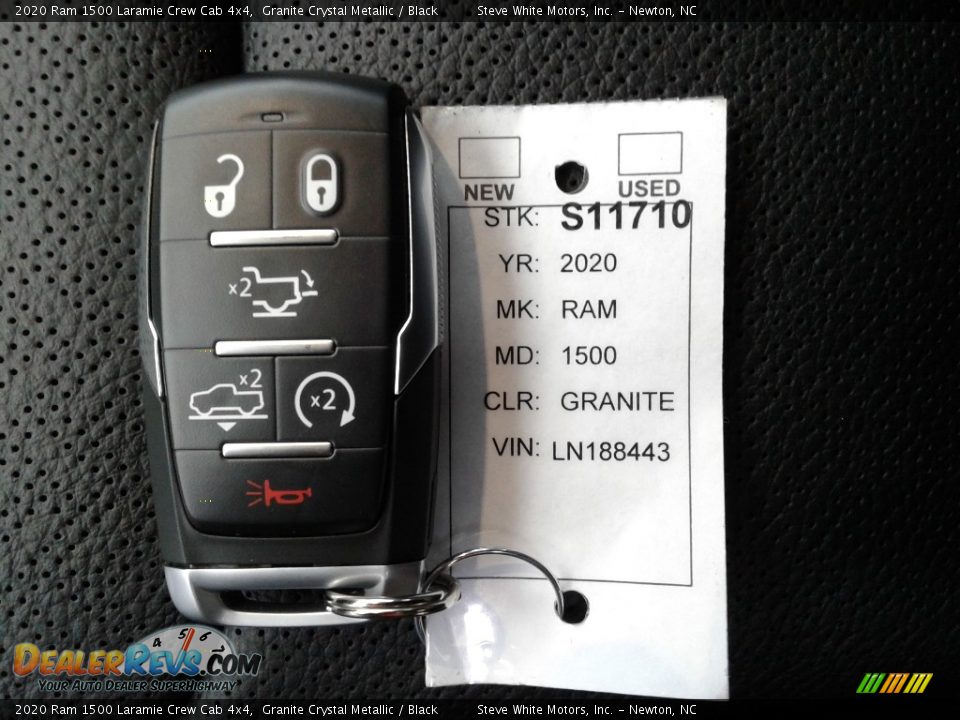 2020 Ram 1500 Laramie Crew Cab 4x4, Granite Crystal Metallic / Black Steve White Motors, Inc. - Newton, NC
NEW USED
STK: S11710
YR: 2020
MK: RAM
MD: 1500
CLR: GRANITE
VIN: LN188443
x2
x2
x2
4 5 6
DEALERREVS.COM
YOUR AUTO DEALER SUPERHIGHWAY
2020 Ram 1500 Laramie Crew Cab 4x4, Granite Crystal Metallic / Black Steve White Motors, Inc. - Newton, NC